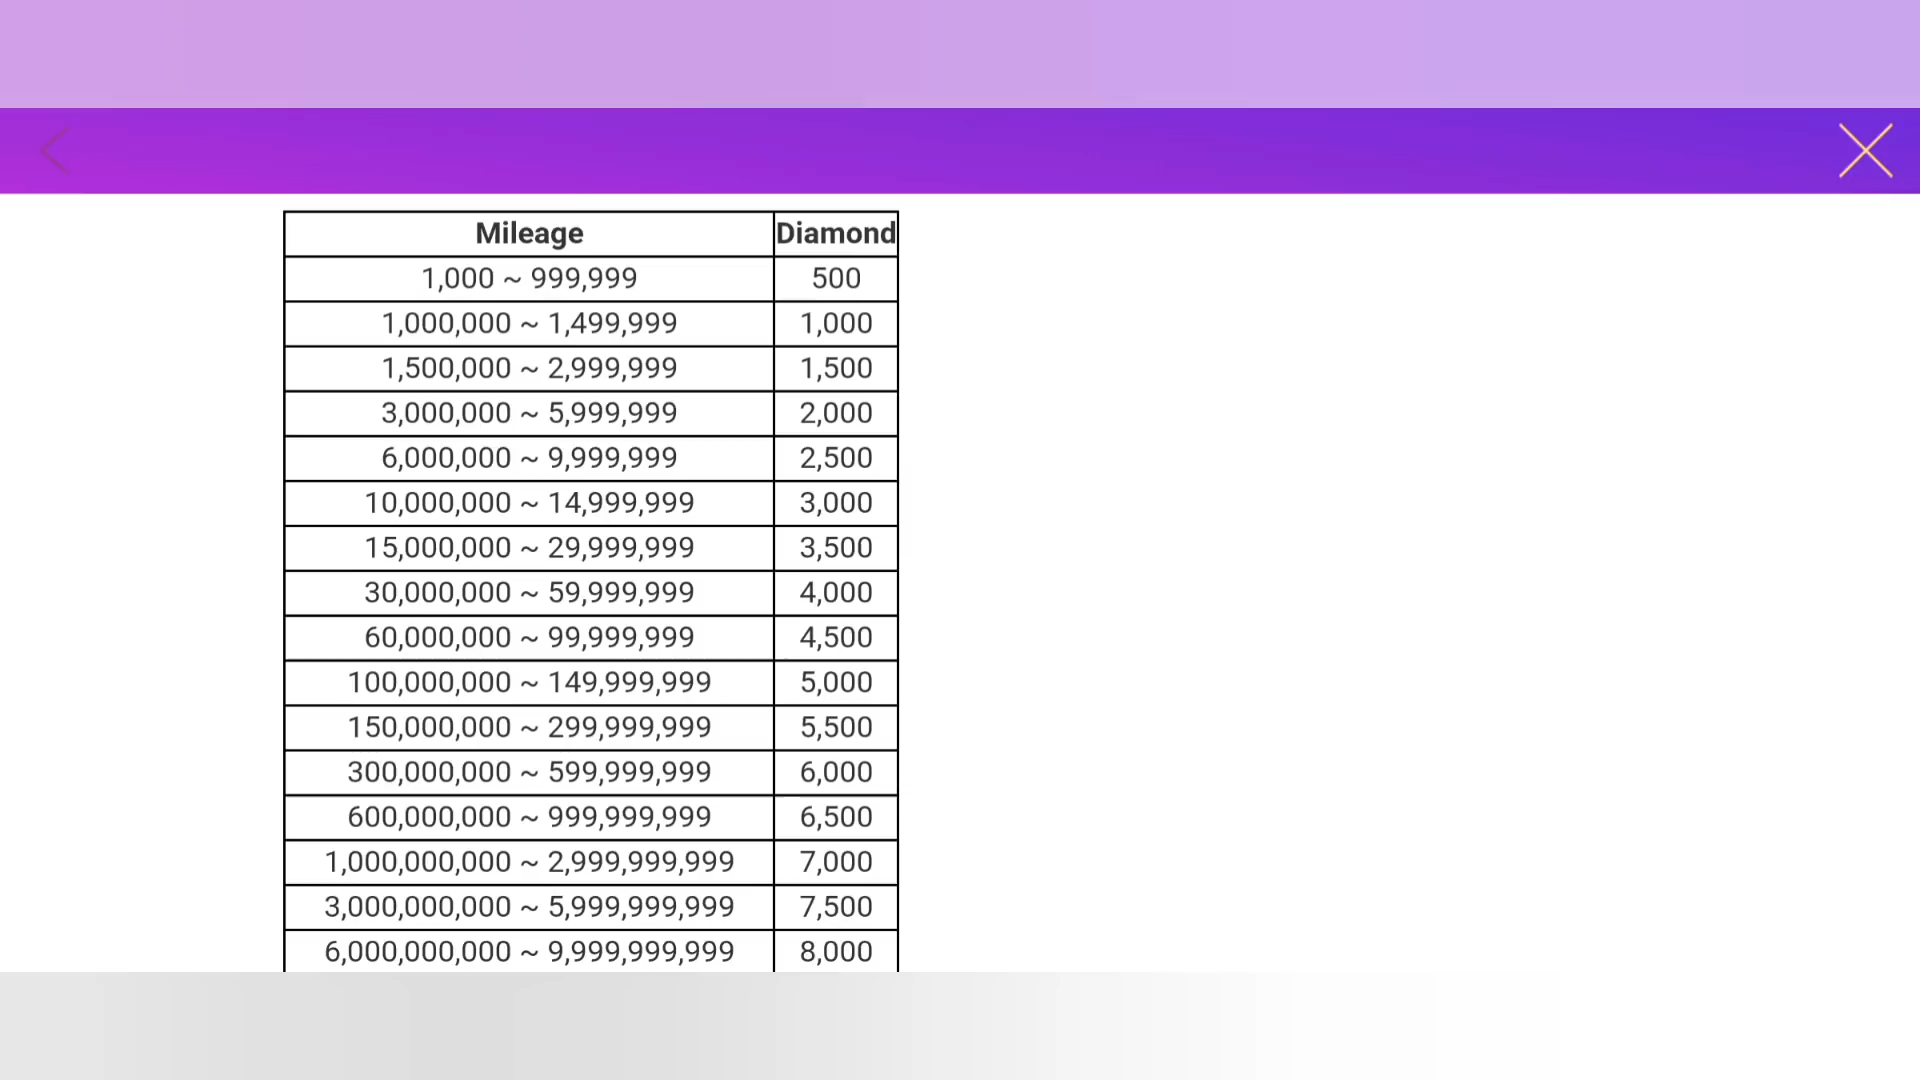 Mileage Diamond
1,000 ~ 999,999 500
1,000,000 ~ 1,499,999 1,000
1,500,000 ~ 2,999,999 1,500
3,000,000 ~ 5,999,999 2,000
6,000,000 ~ 9,999,999 2,500
10,000,000 ~ 14,999,999 3,000
15,000,000 ~ 29,999,999 3,500
30,000,000 ~ 59,999,999 4,000
60,000,000 ~ 99,999,999 4,500
100,000,000 ~ 149,999,999 5,000
150,000,000 ~ 299,999,999 5,500
300,000,000 ~ 599,999,999 6,000
600,000,000 ~ 999,999,999 6,500
1,000,000,000 ~ 2,999,999,999 7,000
3,000,000,000 ~ 5,999,999,999 7,500
6,000,000,000 ~ 9,999,999,999 8,000